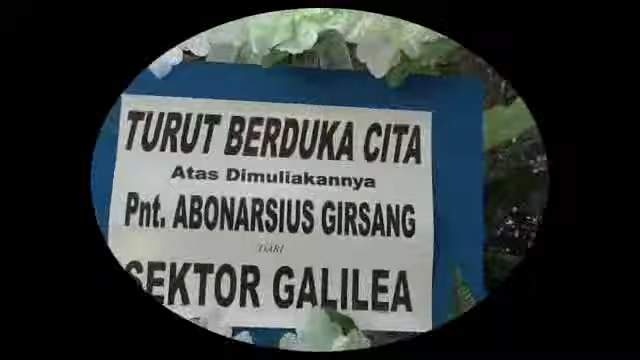 TURUT BERDUKA CITA
Atas Dimuliakannya
Pnt. ABONARSIUS GIRSANG
DARI
SEKTOR GALILEA